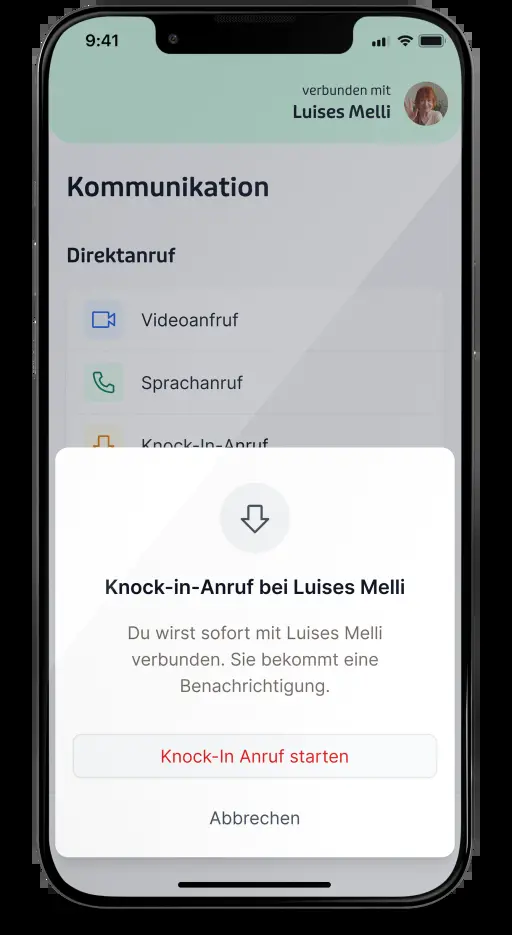 9:41
verbunden mit
Luises Melli
Kommunikation
Direktanruf
Videoanfruf
Sprachanruf
Knock-In-Anruf
Knock-in-Anruf bei Luises Melli
Du wirst sofort mit Luises Melli
verbunden. Sie bekommt eine
Benachrichtigung.
Knock-In Anruf starten
Abbrechen